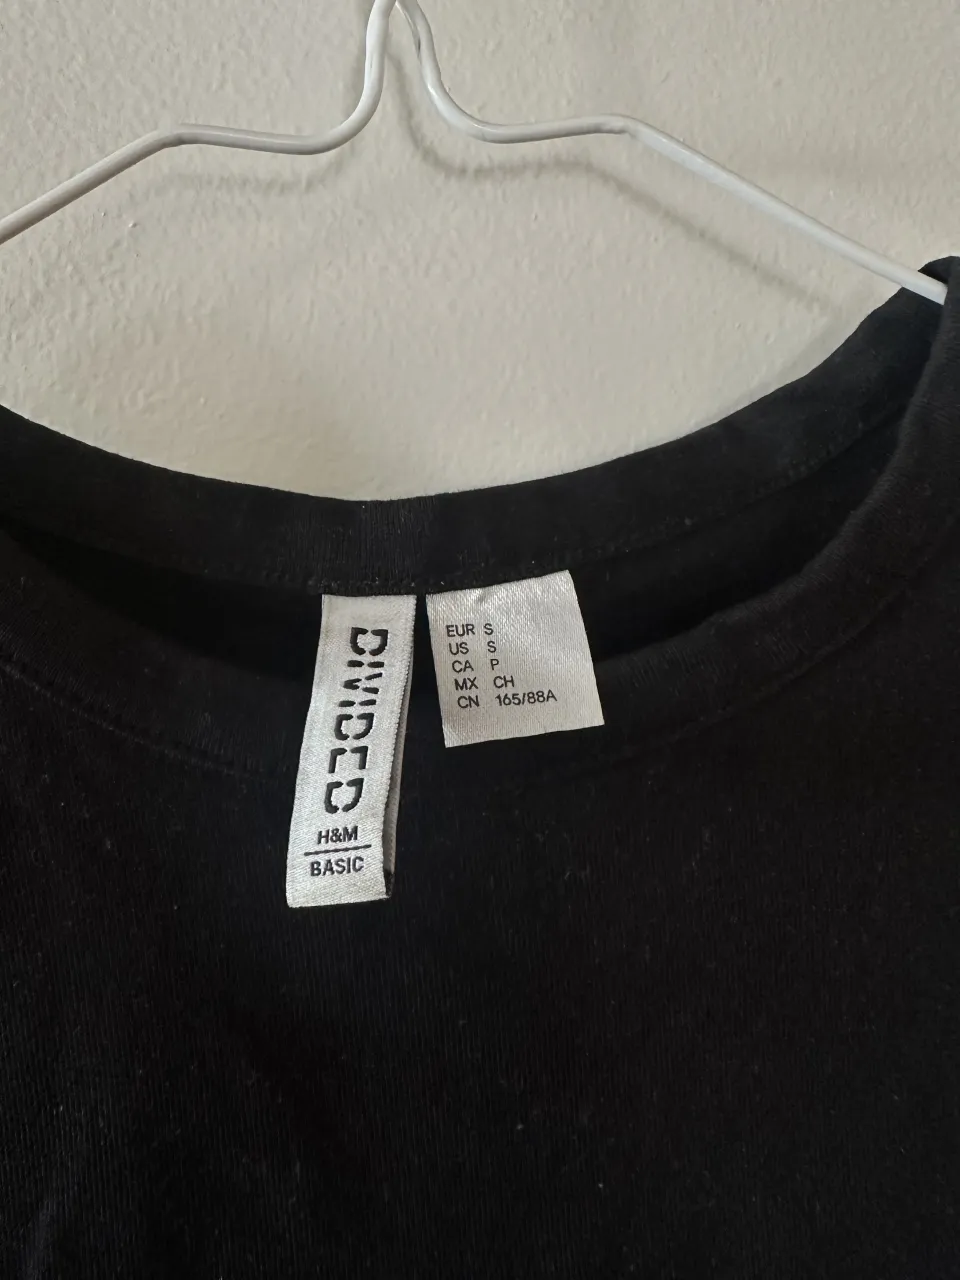 DIVIDED
H&M
BASIC
EUR S
US S
CA P
MX CH
CN 165/88A